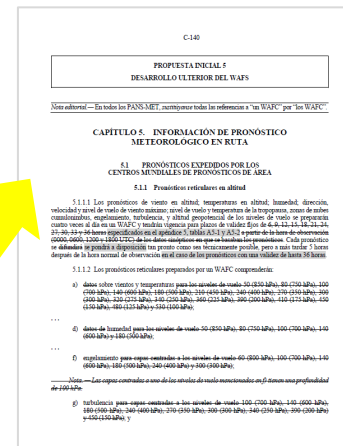 C-140
PROPUESTA INICIAL 5
DESARROLLO ULTERIOR DEL WAFS
Nota editorial.— En todos los PANS-MET, sustitúyanse todas las referencias a "un WAFC" por "los WAFC".
CAPÍTULO 5. INFORMACIÓN DE PRONÓSTICO
METEOROLÓGICO EN RUTA
5.1 PRONÓSTICOS EXPEDIDOS POR LOS
CENTROS MUNDIALES DE PRONÓSTICOS DE ÁREA
5.1.1 Pronósticos reticulares en altitud
5.1.1.1 Los pronósticos de viento en altitud; temperaturas en altitud; humedad; dirección,
velocidad y nivel de vuelo de viento máximo; nivel de vuelo y temperatura de la tropopausa, zonas de nubes
cumulonimbus, engelamiento, turbulencia, y altitud geopotencial de los niveles de vuelo se prepararán
cuatro veces al día en un WAFC y tendrán vigencia para plazos de validez fijos de 6, 9, 12, 15, 18, 21, 24,
27, 30, 33 y 36 horas especificados en el apéndice 5, tablas A5-1 y A5-2 a partir de la hora de observación
(0000, 0600, 1200 y 1800 UTC) de los datos sinópticos en que se basaban los pronósticos. Cada pronóstico
se difundirá se pondrá a disposición tan pronto como sea técnicamente posible, pero a más tardar 5 horas
después de la hora normal de observación en el caso de los pronósticos con una validez de hasta 36 horas.
5.1.1.2 Los pronósticos reticulares preparados por un WAFC comprenderán:
a) datos sobre vientos y temperaturas para los niveles de vuelo 50 (850 hPa), 80 (750 hPa), 100
(700 hPa), 140 (600 hPa), 180 (500 hPa), 210 (450 hPa), 240 (400 hPa), 270 (350 hPa), 300
(300 hPa), 320 (275 hPa), 340 (250 hPa), 360 (225 hPa), 390 (200 hPa), 410 (175 hPa), 450
(150 hPa), 480 (125 hPa) y 530 (100 hPa);
. . .
d) datos de humedad para los niveles de vuelo 50 (850 hPa), 80 (750 hPa), 100 (700 hPa), 140
(600 hPa) y 180 (500 hPa);
. . .
f) engelamiento para capas centradas a los niveles de vuelo 60 (800 hPa), 100 (700 hPa), 140
(600 hPa), 180 (500 hPa), 240 (400 hPa) y 300 (300 hPa);
Nota.— Las capas centradas a uno de los niveles de vuelo mencionados en f) tienen una profundidad
de 100 hPa.
g) turbulencia para capas centradas a los niveles de vuelo 100 (700 hPa), 140 (600 hPa),
180 (500 hPa), 240 (400 hPa), 270 (350 hPa), 300 (300 hPa), 340 (250 hPa), 390 (200 hPa)
y 450 (150 hPa); y